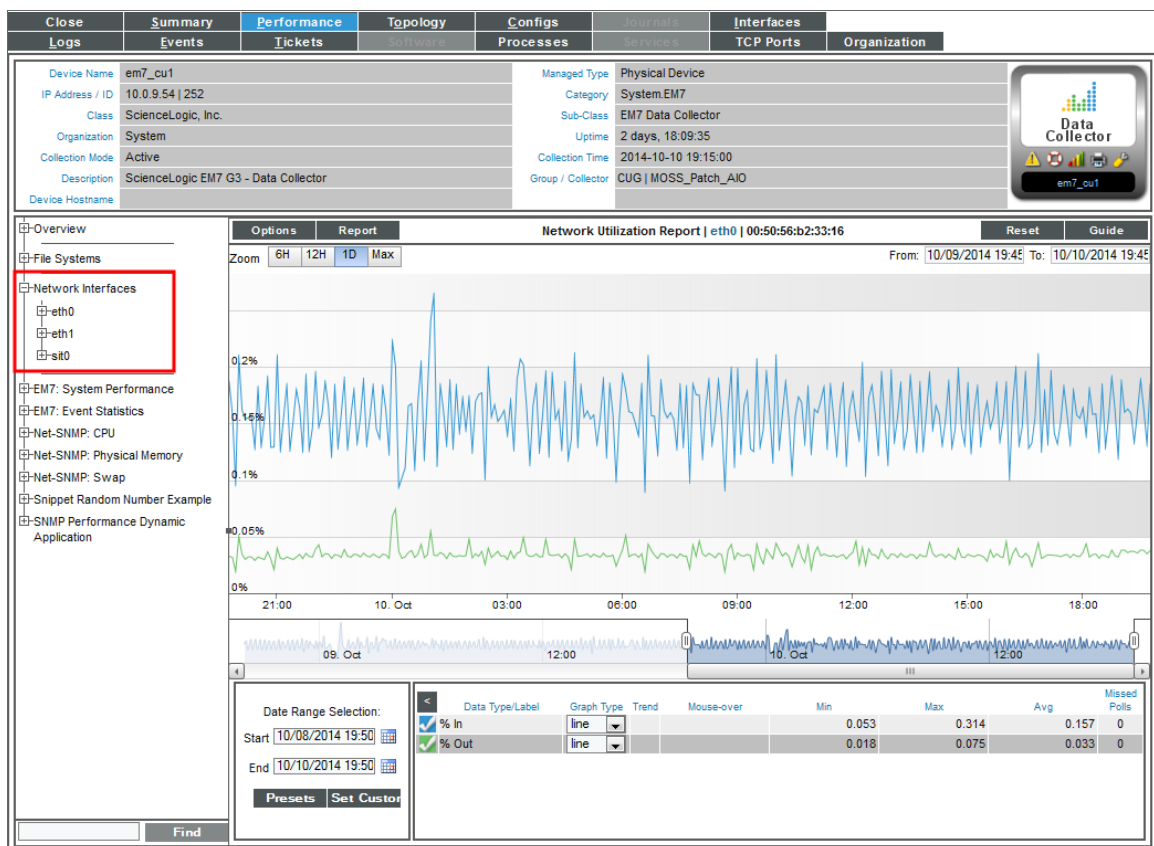 Close Summary Performance Topology Configs Journals Interfaces
Logs Events Tickets Software Processes Services TCP Ports Organization
Device Name em7_cu1 Managed Type Physical Device
IP Address / ID 10.0.9.54 | 252 Category System.EM7
Class ScienceLogic, Inc. Sub-Class EM7 Data Collector
Organization System Uptime 2 days, 18:09:35
Collection Mode Active Collection Time 2014-10-10 19:15:00
Description ScienceLogic EM7 G3 - Data Collector Group / Collector CUG | MOSS_Patch_AIO
Device Hostname
Data
Collector
em7_cu1
Overview
File Systems
Network Interfaces
eth0
eth1
sit0
EM7: System Performance
EM7: Event Statistics
Net-SNMP: CPU
Net-SNMP: Physical Memory
Net-SNMP: Swap
Snippet Random Number Example
SNMP Performance Dynamic
Application
Find
Options Report Network Utilization Report | eth0 | 00:50:56:b2:33:16 Reset Guide
Zoom 6H 12H 1D Max From: 10/09/2014 19:45 To: 10/10/2014 19:45
0.2%
0.15%
0.1%
0.05%
0%
21:00 10. Oct 03:00 06:00 09:00 12:00 15:00 18:00
09. Oct 12:00 10. Oct 12:00
Date Range Selection:
Start 10/08/2014 19:50
End 10/10/2014 19:50
Presets Set Custor
< Data Type/Label Graph Type Trend Mouse-over Min Max Avg Missed Polls
% In line 0.053 0.314 0.157 0
% Out line 0.018 0.075 0.033 0